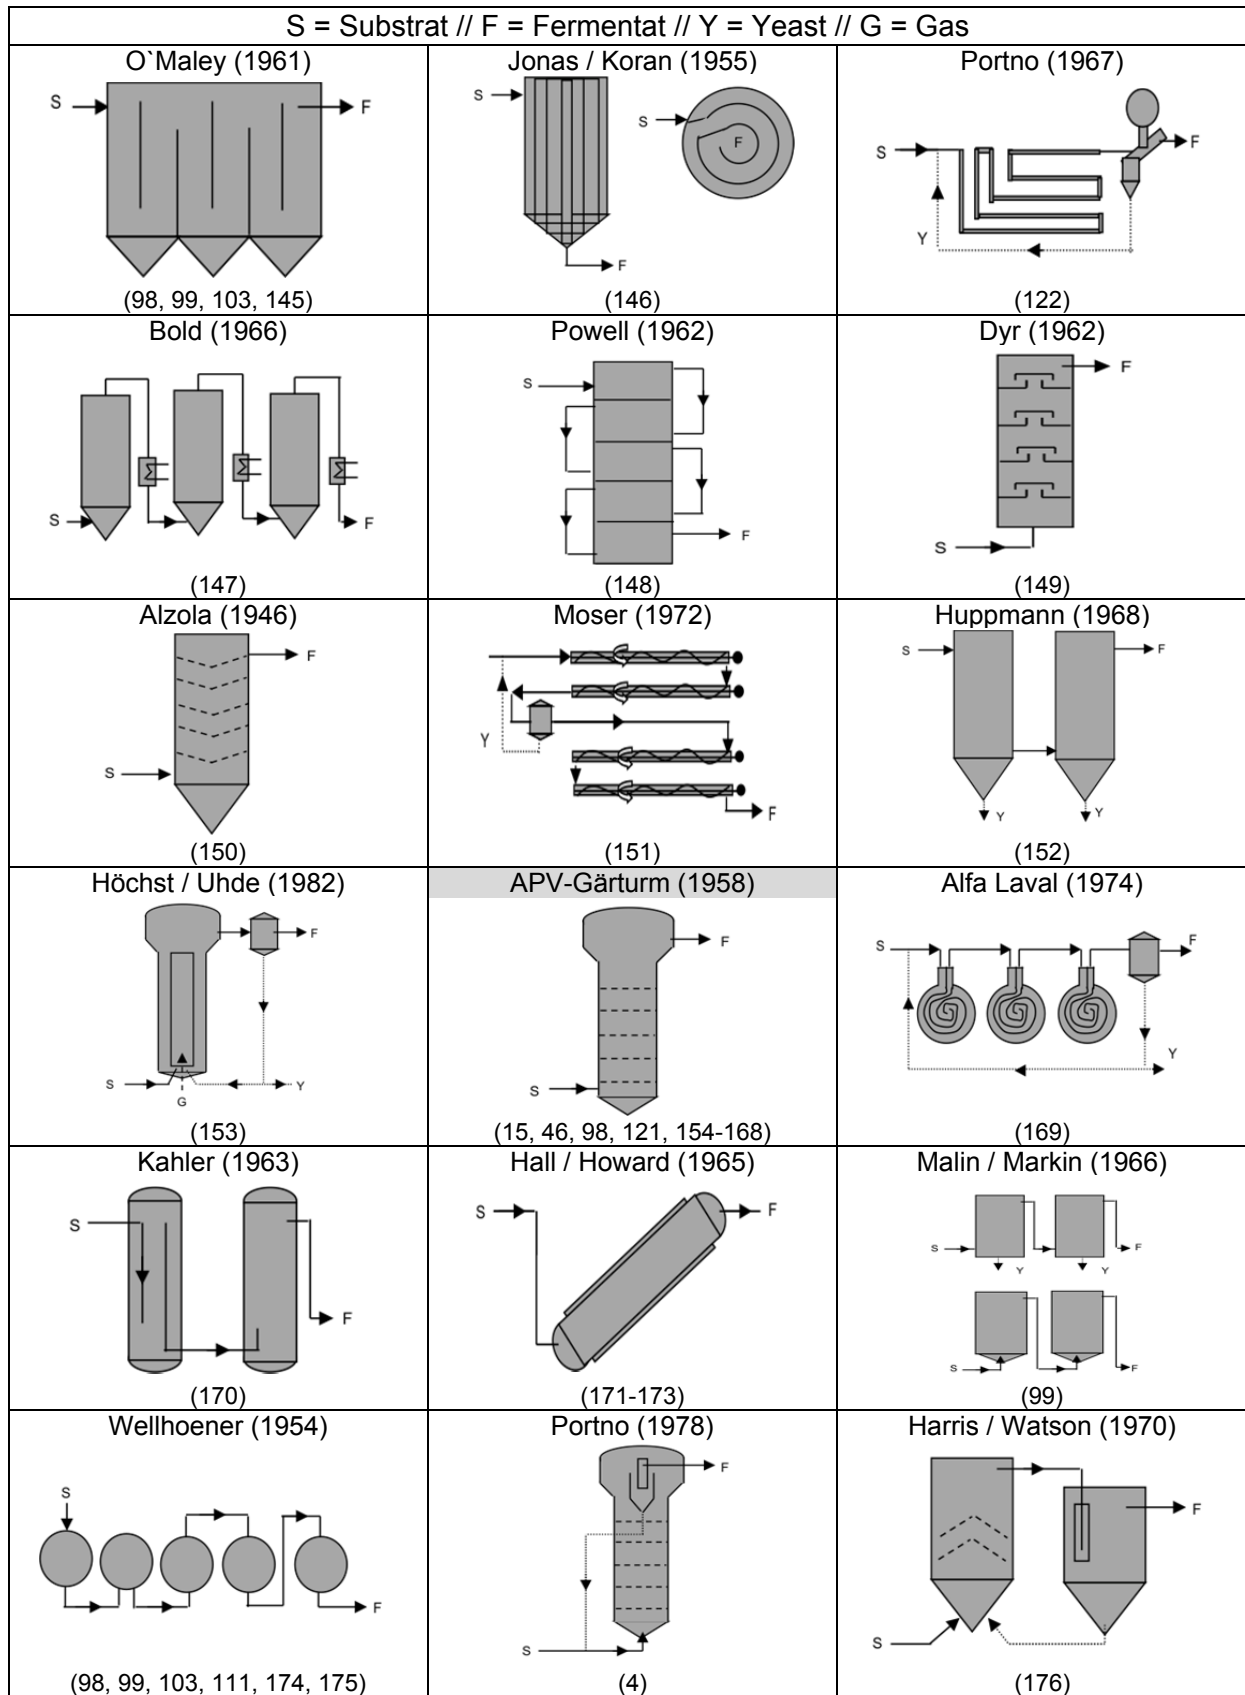 S = Substrat // F = Fermentat // Y = Yeast // G = Gas
O`Maley (1961)
S
F
(98, 99, 103, 145)
Jonas / Koran (1955)
S
S
F
F
(146)
Portno (1967)
S
F
Y
(122)
Bold (1966)
S
F
(147)
Powell (1962)
S
F
(148)
Dyr (1962)
F
S
(149)
Alzola (1946)
F
S
(150)
Moser (1972)
Y
F
(151)
Huppmann (1968)
S
F
Y
Y
(152)
Höchst / Uhde (1982)
F
S
Y
G
(153)
APV-Gärturm (1958)
F
S
(15, 46, 98, 121, 154-168)
Alfa Laval (1974)
S
F
Y
(169)
Kahler (1963)
S
F
(170)
Hall / Howard (1965)
S
F
(171-173)
Malin / Markin (1966)
S
F
Y
Y
S
F
(99)
Wellhoener (1954)
S
F
(98, 99, 103, 111, 174, 175)
Portno (1978)
F
S
(4)
Harris / Watson (1970)
F
S
(176)